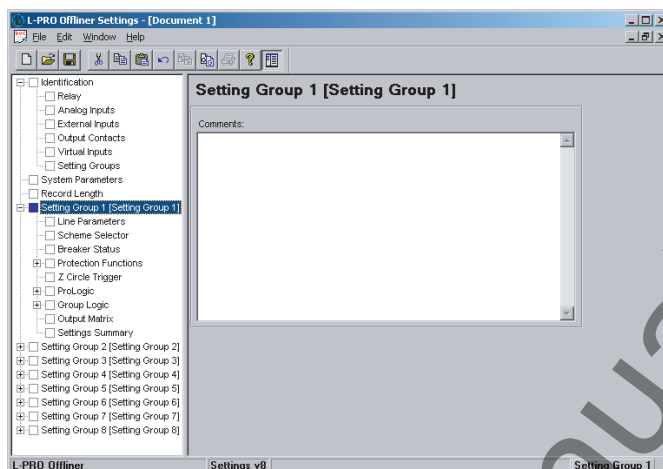 L-PRO Offliner Settings - [Document 1]
File Edit Window Help
Identification
Relay
Analog Inputs
External Inputs
Output Contacts
Virtual Inputs
Setting Groups
System Parameters
Record Length
Setting Group 1 [Setting Group 1]
Line Parameters
Scheme Selector
Breaker Status
Protection Functions
Z Circle Trigger
ProLogic
Group Logic
Output Matrix
Settings Summary
Setting Group 2 [Setting Group 2]
Setting Group 3 [Setting Group 3]
Setting Group 4 [Setting Group 4]
Setting Group 5 [Setting Group 5]
Setting Group 6 [Setting Group 6]
Setting Group 7 [Setting Group 7]
Setting Group 8 [Setting Group 8]
Setting Group 1 [Setting Group 1]
Comments:
L-PRO Offliner Settings v8 Setting Group 1